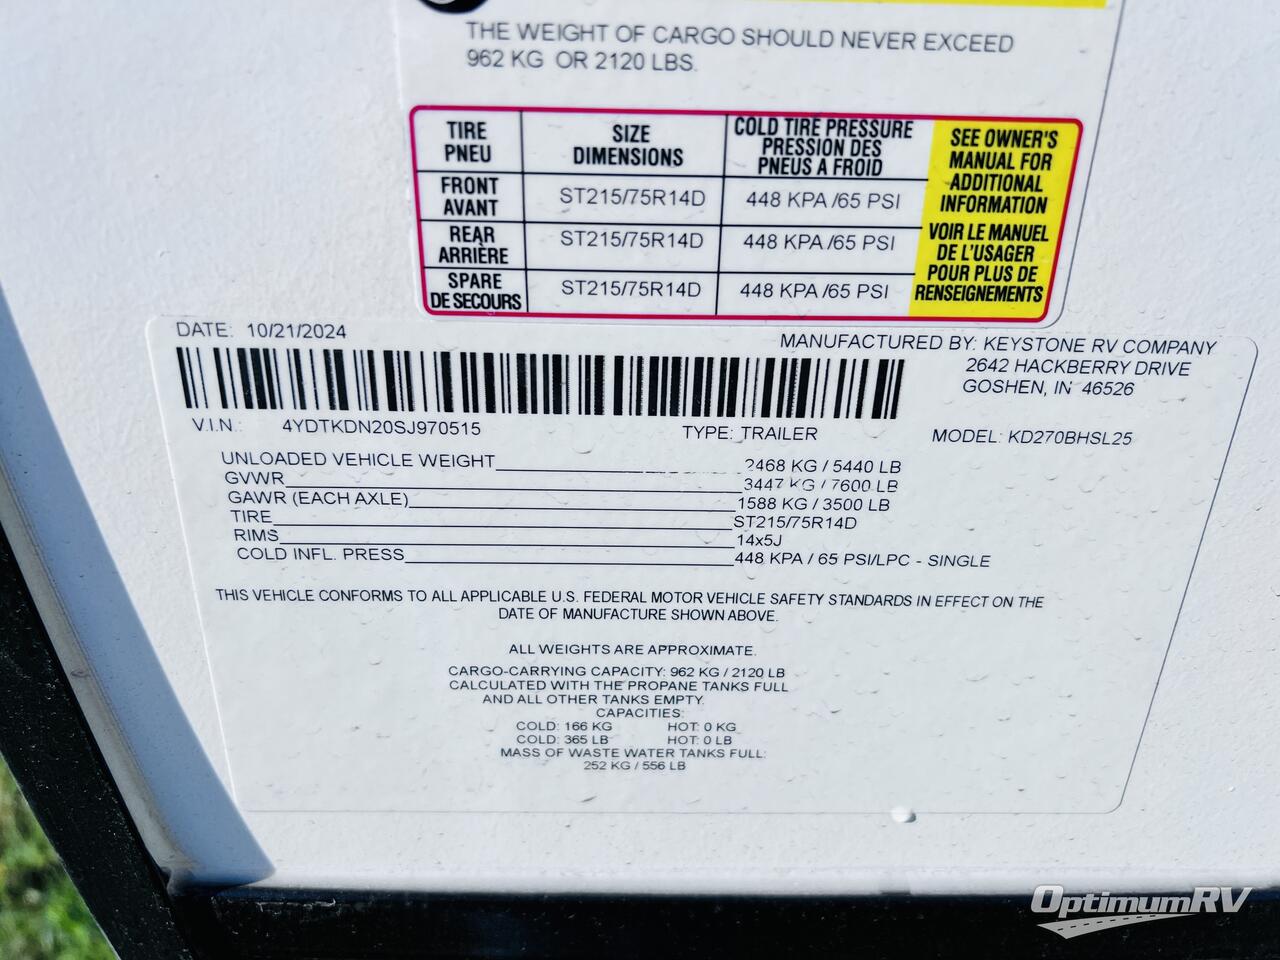 THE WEIGHT OF CARGO SHOULD NEVER EXCEED
962 KG OR 2120 LBS.
TIRE
PNEU
SIZE
DIMENSIONS
COLD TIRE PRESSURE
PRESSION DES
PNEUS A FROID
SEE OWNER'S
MANUAL FOR
ADDITIONAL
INFORMATION
VOIR LE MANUEL
DE L'USAGER
POUR PLUS DE
RENSEIGNEMENTS
FRONT
AVANT
ST215/75R14D
448 KPA /65 PSI
REAR
ARRIÈRE
ST215/75R14D
448 KPA /65 PSI
SPARE
DE SECOURS
ST215/75R14D
448 KPA /65 PSI
DATE: 10/21/2024
MANUFACTURED BY: KEYSTONE RV COMPANY
2642 HACKBERRY DRIVE
GOSHEN, IN 46526
V.I.N.: 4YDTKDN20SJ970515 TYPE: TRAILER MODEL: KD270BHSL25
UNLOADED VEHICLE WEIGHT 2468 KG / 5440 LB
GVWR 3447 KG / 7600 LB
GAWR (EACH AXLE) 1588 KG / 3500 LB
TIRE ST215/75R14D
RIMS 14x5J
COLD INFL. PRESS 448 KPA / 65 PSI/LPC - SINGLE
THIS VEHICLE CONFORMS TO ALL APPLICABLE U.S. FEDERAL MOTOR VEHICLE SAFETY STANDARDS IN EFFECT ON THE
DATE OF MANUFACTURE SHOWN ABOVE.
ALL WEIGHTS ARE APPROXIMATE.
CARGO-CARRYING CAPACITY: 962 KG / 2120 LB
CALCULATED WITH THE PROPANE TANKS FULL
AND ALL OTHER TANKS EMPTY.
CAPACITIES:
COLD: 166 KG HOT: 0 KG
COLD: 365 LB HOT: 0 LB
MASS OF WASTE WATER TANKS FULL:
252 KG / 556 LB
OptimumRV